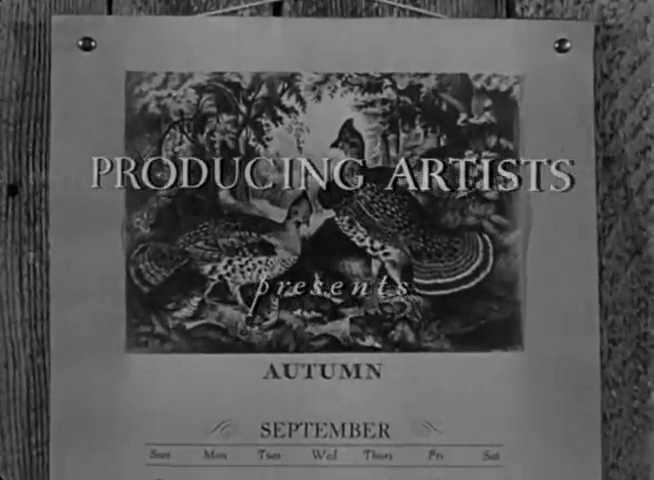 PRODUCING ARTISTS
presents
AUTUMN
SEPTEMBER
Sun Mon Tues Wed Thurs Fri Sat